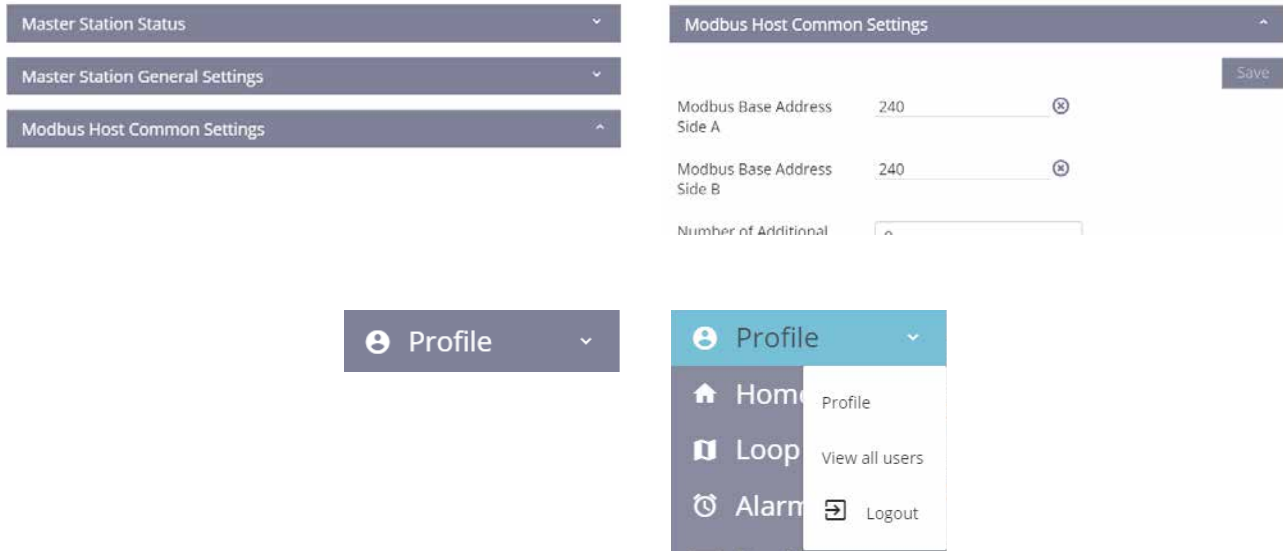 Master Station Status
Master Station General Settings
Modbus Host Common Settings
Modbus Host Common Settings
Save
Modbus Base Address
Side A
240
Modbus Base Address
Side B
240
Number of Additional
Profile
Profile
Home
Loop
Alarm
Profile
View all users
Logout